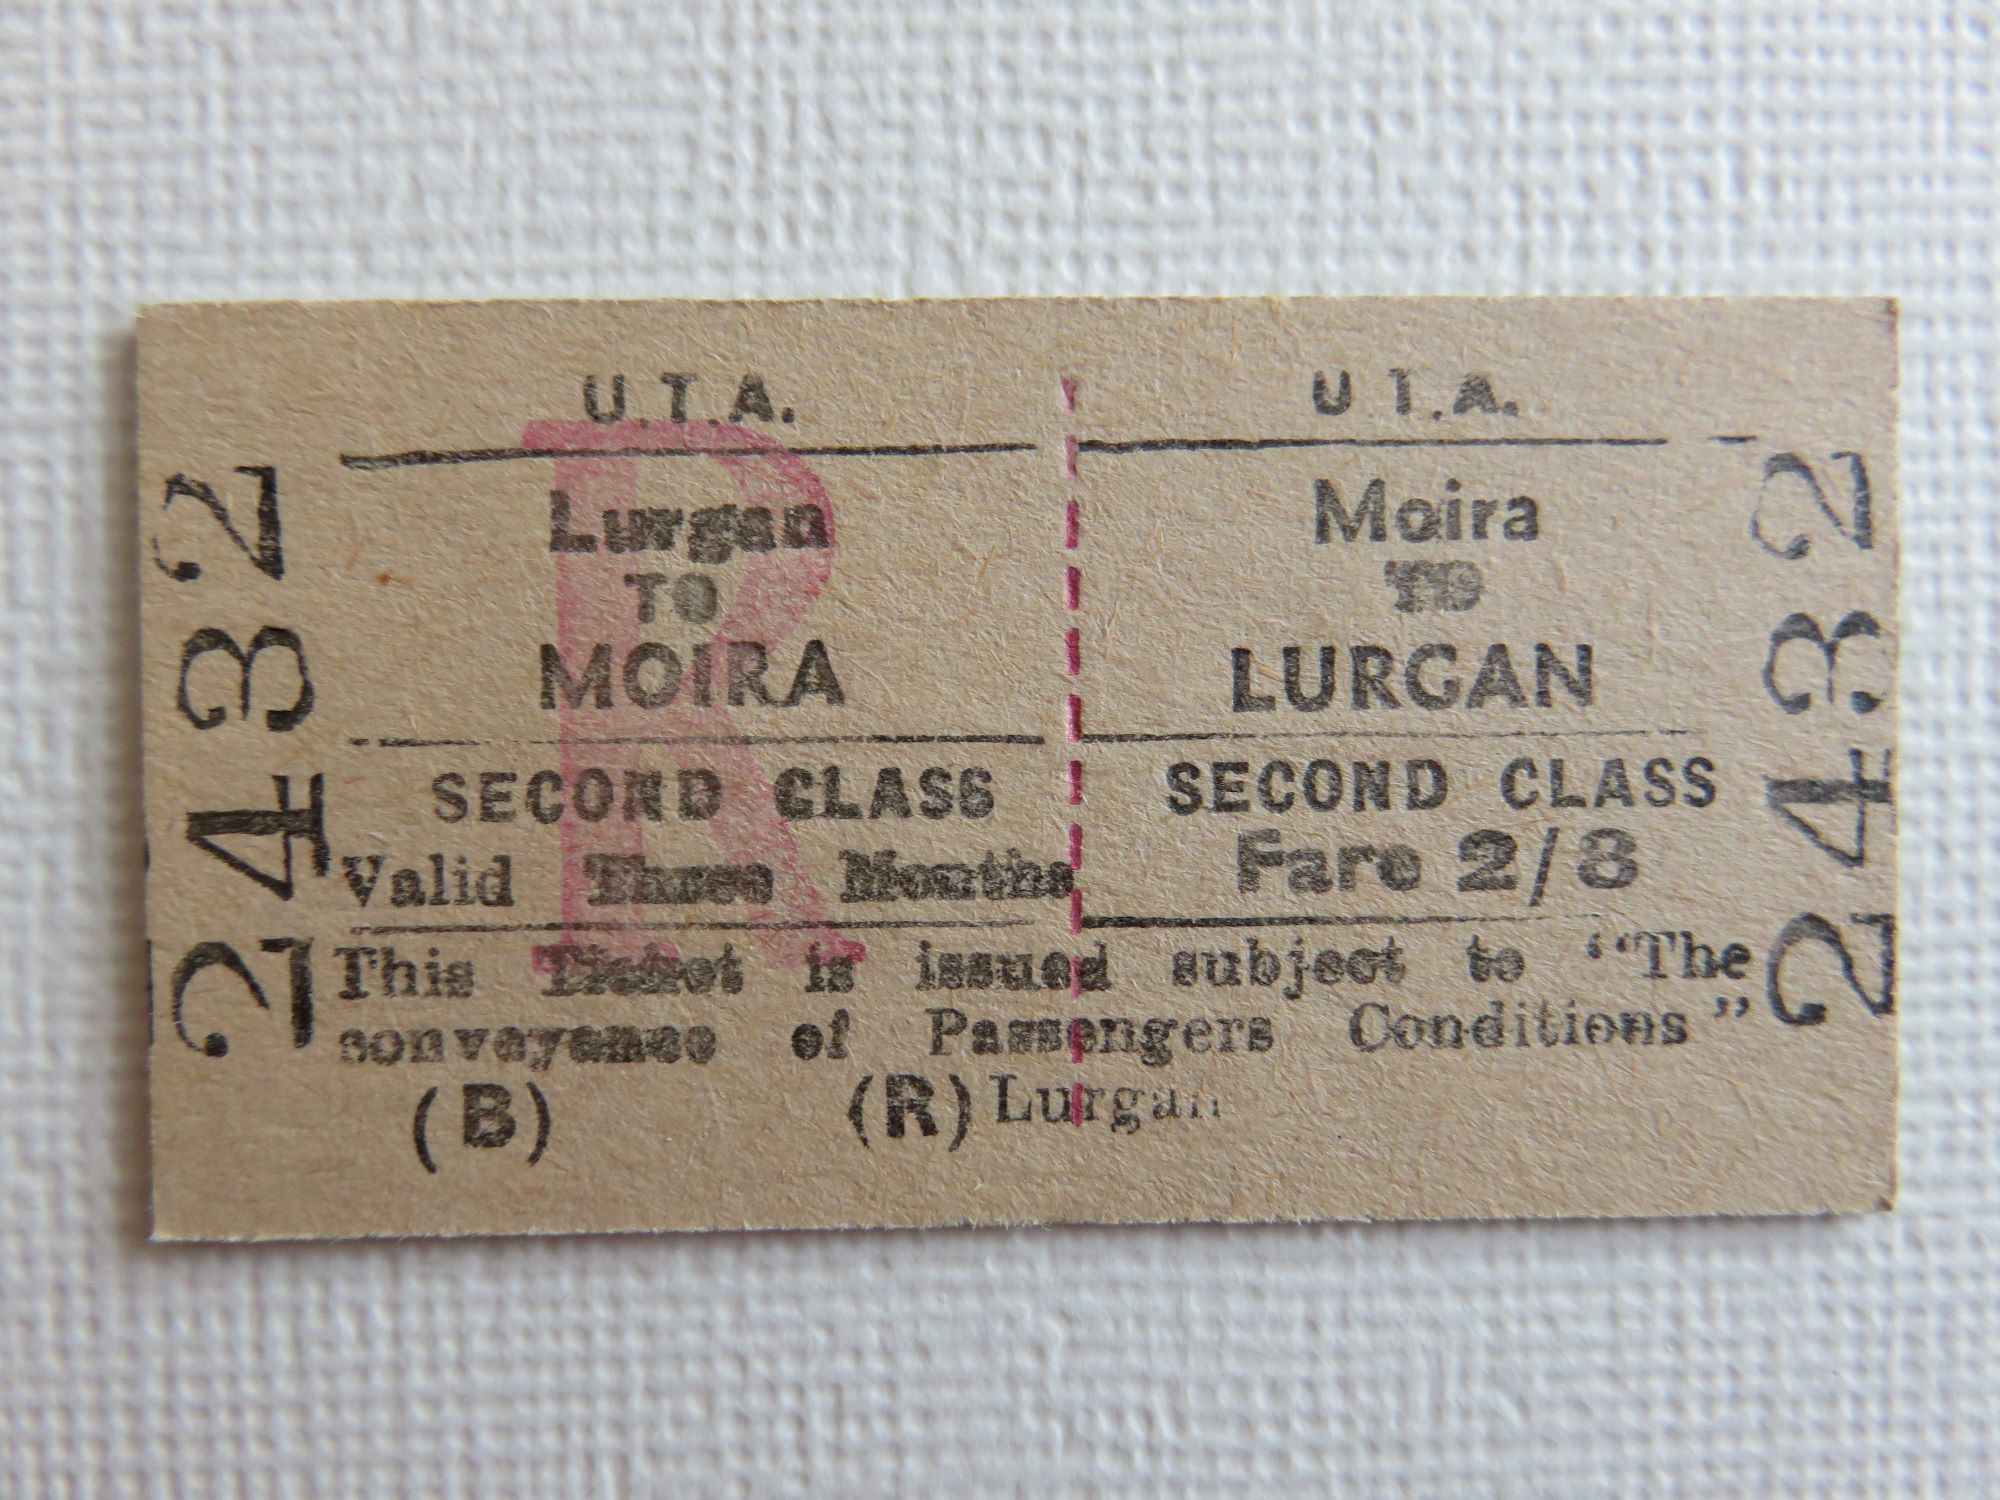 U.T.A.
Lurgan
TO
MOIRA
SECOND CLASS
Valid Three Months
U.T.A.
Moira
TO
LURGAN
SECOND CLASS
Fare 2/8
This Ticket is issued subject to "The
conveyance of Passengers Conditions"
(B) (R) Lurgan
R
2432
2432